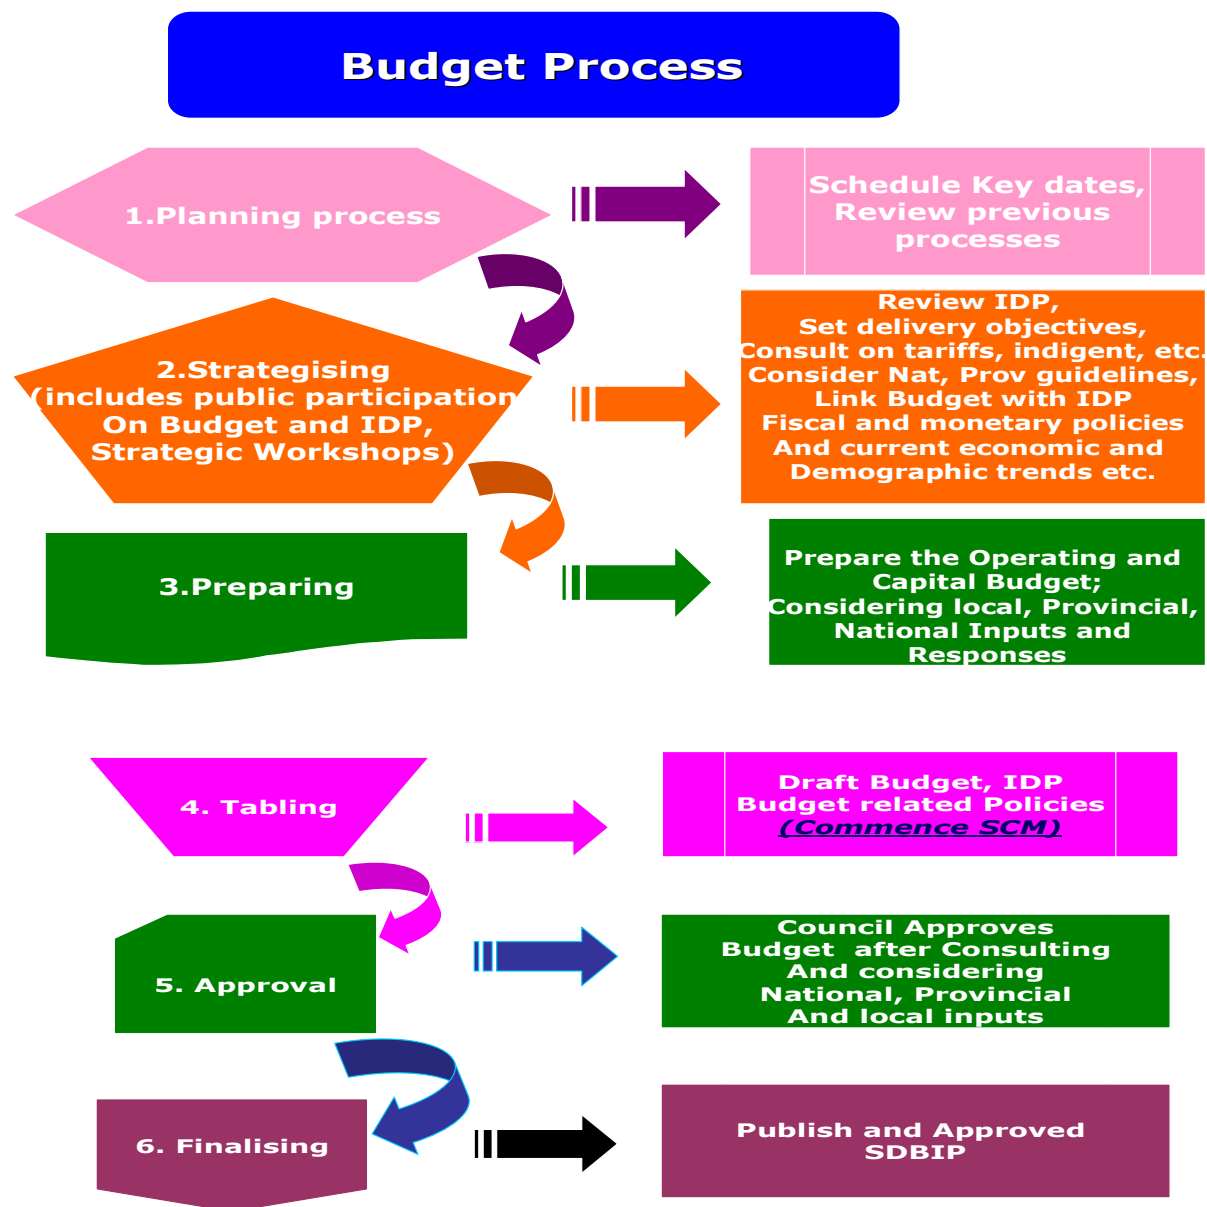 Budget Process
1.Planning process
Schedule Key dates,
Review previous
processes
2.Strategising
(includes public participation
On Budget and IDP,
Strategic Workshops)
Review IDP,
Set delivery objectives,
Consult on tariffs, indigent, etc.
Consider Nat, Prov guidelines,
Link Budget with IDP
Fiscal and monetary policies
And current economic and
Demographic trends etc.
3.Preparing
Prepare the Operating and
Capital Budget;
Considering local, Provincial,
National Inputs and
Responses
4. Tabling
Draft Budget, IDP
Budget related Policies
(Commence SCM)
5. Approval
Council Approves
Budget  after Consulting
And considering
National, Provincial
And local inputs
6. Finalising
Publish and Approved
SDBIP